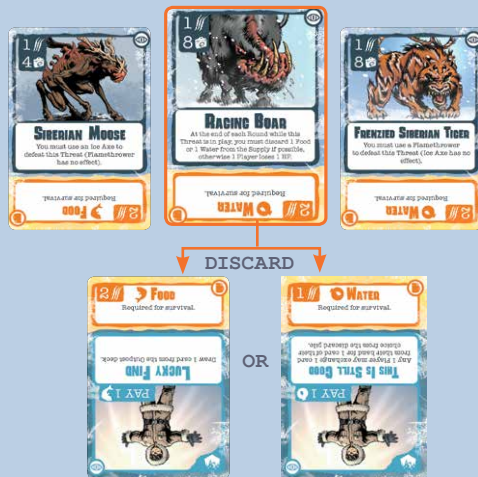 1
4
SIBERIAN MOOSE
You must use an Ice Axe to
defeat this Threat (Flamethrower
has no effect).
Required for survival.
2 FOOD
1
8
RAGING BOAR
At the end of each Round while this
Threat is in play, you must discard 1 Food
or 1 Water from the Supply if possible,
otherwise 1 Player loses 1 HP.
Required for survival.
2 WATER
1
8
FRENZIED SIBERIAN TIGER
You must use a Flamethrower
to defeat this Threat (Ice Axe has no
effect).
Required for survival.
2 WATER
DISCARD
2 FOOD
Required for survival.
Draw 1 card from the Outpost deck.
LUCKY FIND
PAY 1
OR
1 WATER
Required for survival.
Any 1 Player may exchange 1 card
from their hand for 1 card of their
choice from the discard pile.
THIS IS STILL GOOD
PAY 1